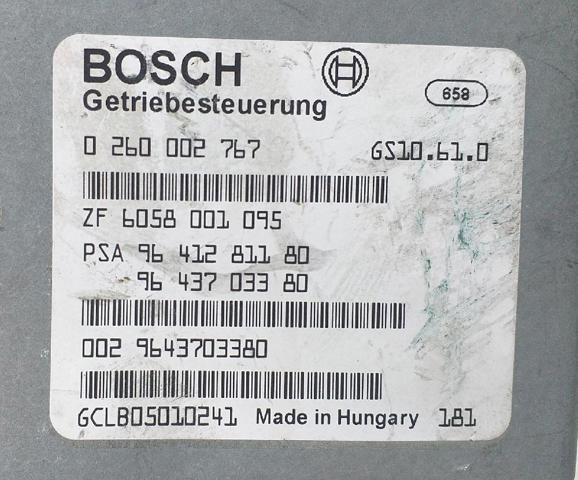 BOSCH
658
Getriebesteuerung
0 260 002 767 GS10.61.0
ZF 6058 001 095
PSA 96 412 811 80
96 437 033 80
002 9643703380
GCLB05010241 Made in Hungary 181